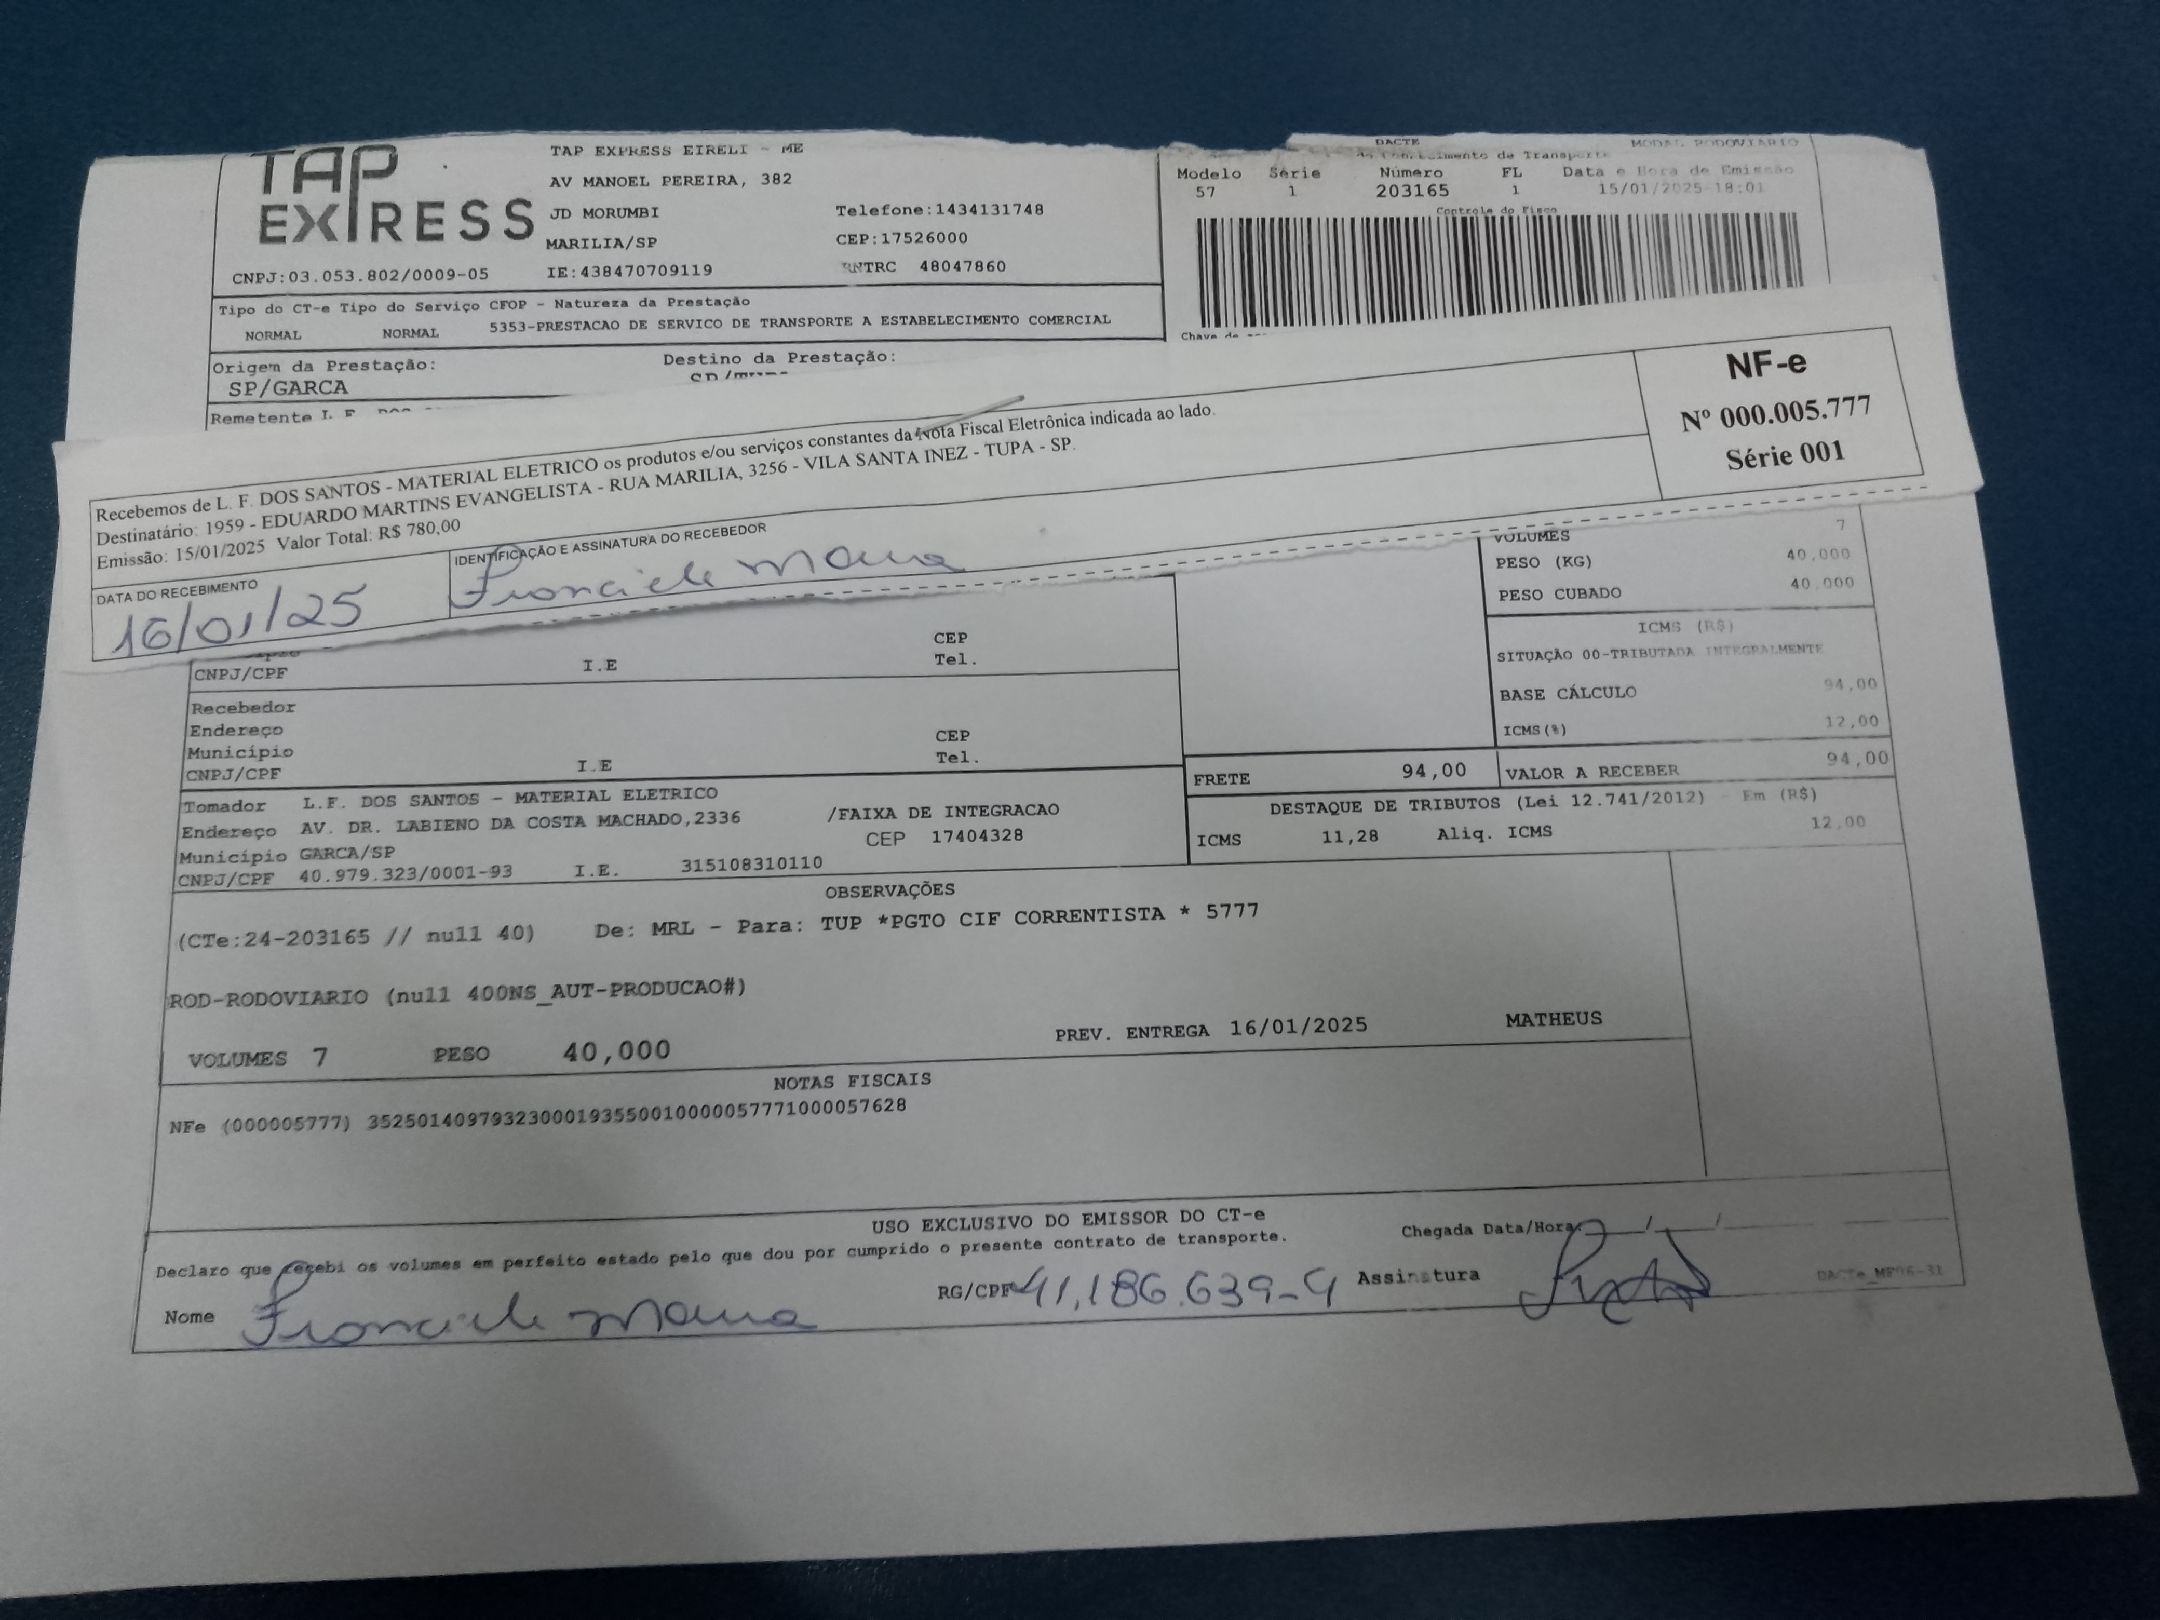 TAP EXPRESS
TAP EXPRESS EIRELI - ME
AV MANOEL PEREIRA, 382
JD MORUMBI Telefone:1434131748
MARILIA/SP CEP:17526000
CNPJ:03.053.802/0009-05 IE:438470709119 RNTRC 48047860
DACTE MODAL RODOVIARIO
de Transporte
Modelo Série Número FL Data e Hora de Emissão
57 1 203165 1 15/01/2025-18:01
Controle do Fisco
Chave de
Tipo do CT-e Tipo do Serviço CFOP - Natureza da Prestação
NORMAL NORMAL 5353-PRESTACAO DE SERVICO DE TRANSPORTE A ESTABELECIMENTO COMERCIAL
Origem da Prestação: Destino da Prestação:
SP/GARCA
Remetente L.F. DOS
Recebemos de L. F. DOS SANTOS - MATERIAL ELETRICO os produtos e/ou serviços constantes da Nota Fiscal Eletrônica indicada ao lado.
Destinatário: 1959 - EDUARDO MARTINS EVANGELISTA - RUA MARILIA, 3256 - VILA SANTA INEZ - TUPA - SP.
Emissão: 15/01/2025 Valor Total: R$ 780,00
NF-e
Nº 000.005.777
Série 001
DATA DO RECEBIMENTO IDENTIFICAÇÃO E ASSINATURA DO RECEBEDOR
16/01/25 Franciele Maria
VOLUMES 7
PESO (KG) 40,000
PESO CUBADO 40,000
ICMS (R$)
SITUAÇÃO 00-TRIBUTADA INTEGRALMENTE
BASE CÁLCULO 94,00
ICMS(%) 12,00
CEP
CNPJ/CPF I.E Tel.
Recebedor
Endereço
Município CEP
CNPJ/CPF I.E Tel.
FRETE 94,00 VALOR A RECEBER 94,00
DESTAQUE DE TRIBUTOS (Lei 12.741/2012) - Em (R$)
ICMS 11,28 Aliq. ICMS 12,00
Tomador L.F. DOS SANTOS - MATERIAL ELETRICO
Endereço AV. DR. LABIENO DA COSTA MACHADO,2336 /FAIXA DE INTEGRACAO
Município GARCA/SP CEP 17404328
CNPJ/CPF 40.979.323/0001-93 I.E. 315108310110
OBSERVAÇÕES
(CTe:24-203165 // null 40) De: MRL - Para: TUP *PGTO CIF CORRENTISTA * 5777
ROD-RODOVIARIO (null 400NS_AUT-PRODUCAO#)
VOLUMES 7 PESO 40,000 PREV. ENTREGA 16/01/2025 MATHEUS
NOTAS FISCAIS
NFe (000005777) 35250140979323000193550010000057771000057628
USO EXCLUSIVO DO EMISSOR DO CT-e
Declaro que recebi os volumes em perfeito estado pelo que dou por cumprido o presente contrato de transporte.
Chegada Data/Hora: / /
Nome Franciele Maria RG/CPF 41.186.639-9 Assinatura
DACTe_MF06-31